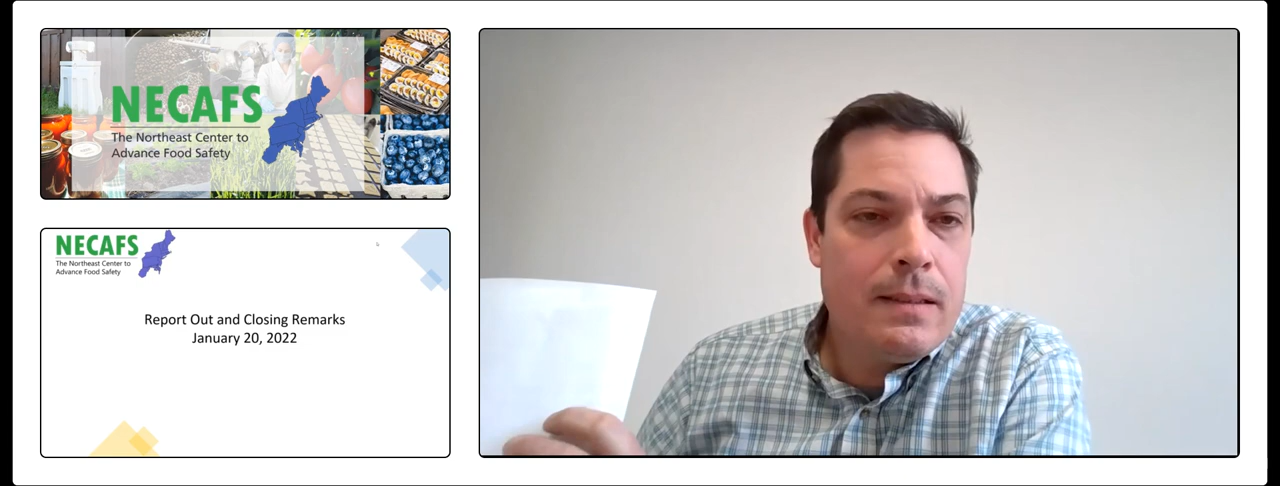 NECAFS
The Northeast Center to
Advance Food Safety
NECAFS
The Northeast Center to
Advance Food Safety
Report Out and Closing Remarks
January 20, 2022